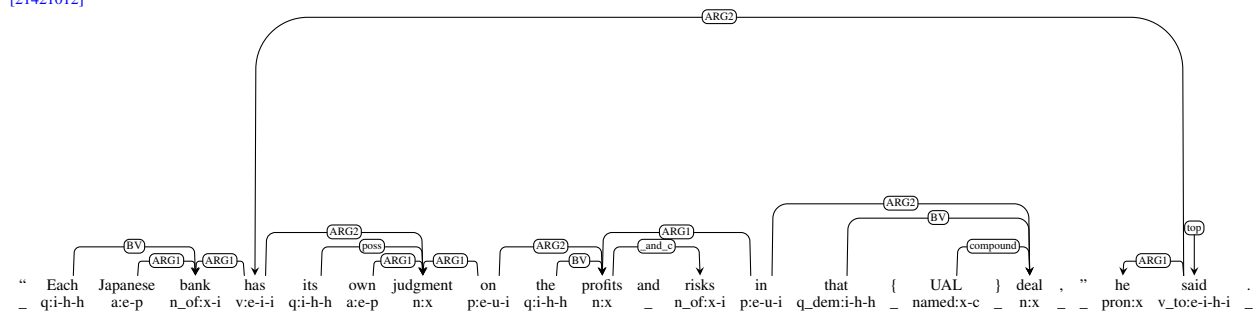 [21421012]
ARG2
ARG2 ARG2 BV ARG1 top
BV poss ARG2 _and_c compound
ARG1 ARG1 ARG1 ARG1 BV ARG1
“ Each Japanese bank has its own judgment on the profits and risks in that { UAL } deal , ” he said .
_ q:i-h-h a:e-p n_of:x-i v:e-i-i q:i-h-h a:e-p n:x p:e-u-i q:i-h-h n:x _ n_of:x-i p:e-u-i q_dem:i-h-h _ named:x-c _ n:x _ _ pron:x v_to:e-i-h-i _